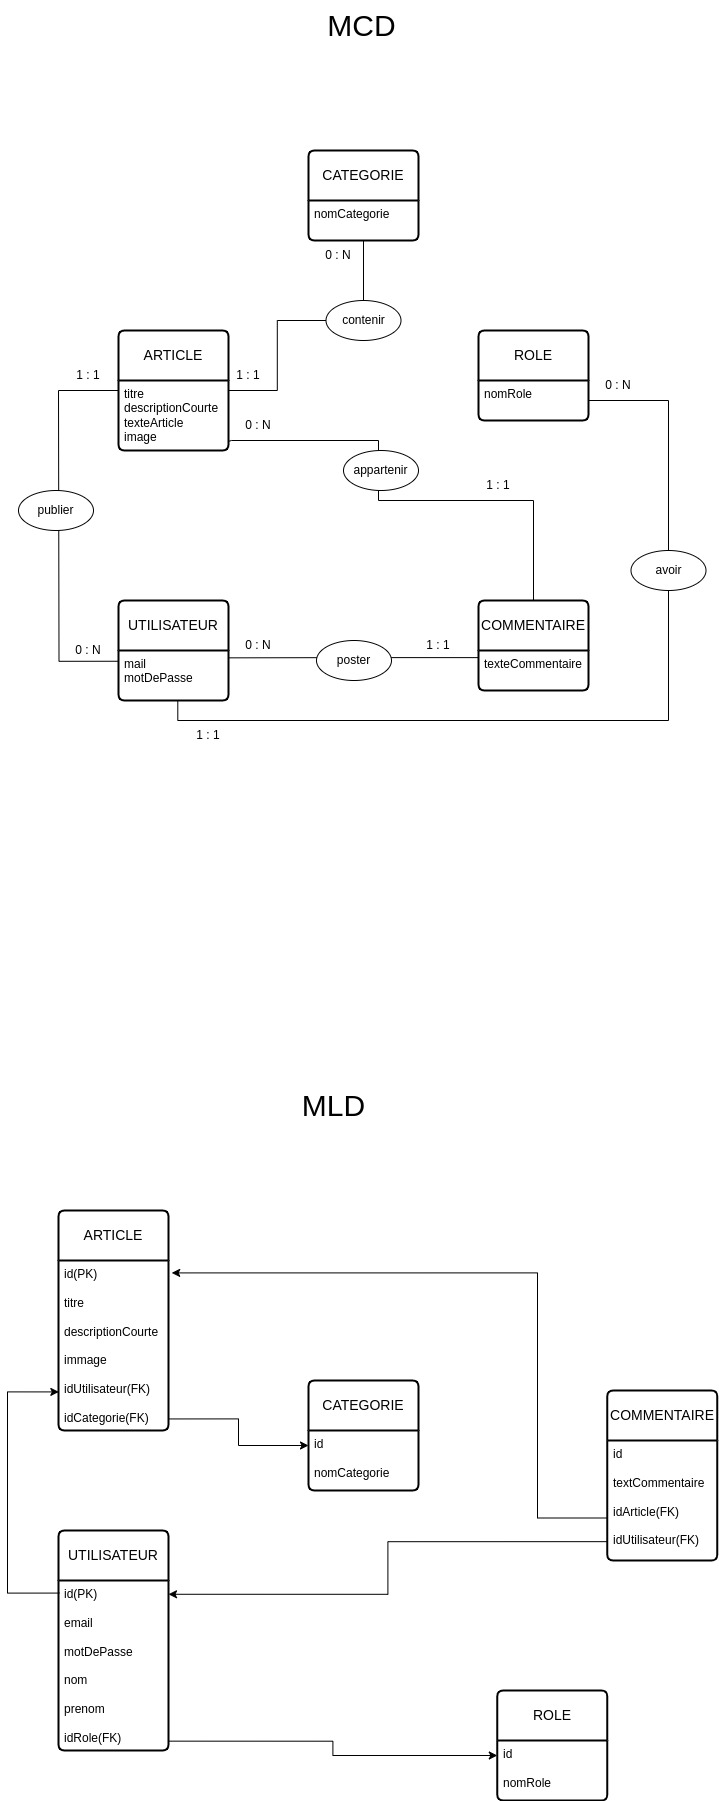 MCD
CATEGORIE
nomCategorie
0 : N
contenir
ARTICLE
titre
descriptionCourte
texteArticle
image
1 : 1
1 : 1
0 : N
ROLE
nomRole
0 : N
appartenir
1 : 1
publier
avoir
UTILISATEUR
mail
motDePasse
0 : N
0 : N
poster
1 : 1
COMMENTAIRE
texteCommentaire
1 : 1
MLD
ARTICLE
id(PK)
titre
descriptionCourte
immage
idUtilisateur(FK)
idCategorie(FK)
CATEGORIE
id
nomCategorie
COMMENTAIRE
id
textCommentaire
idArticle(FK)
idUtilisateur(FK)
UTILISATEUR
id(PK)
email
motDePasse
nom
prenom
idRole(FK)
ROLE
id
nomRole